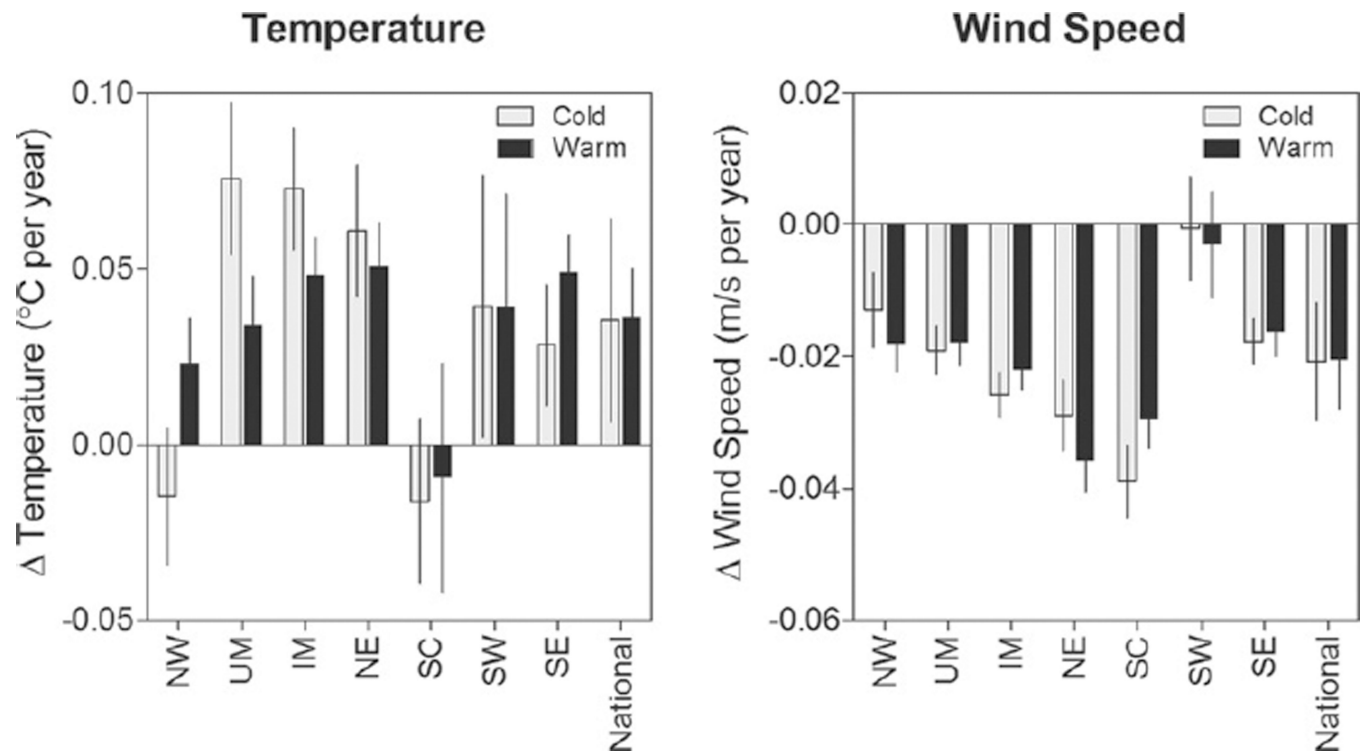 Temperature
Δ Temperature (°C per year)
0.10
0.05
0.00
-0.05
Cold
Warm
NW
UM
IM
NE
SC
SW
SE
National
Wind Speed
Δ Wind Speed (m/s per year)
0.02
0.00
-0.02
-0.04
-0.06
Cold
Warm
NW
UM
IM
NE
SC
SW
SE
National